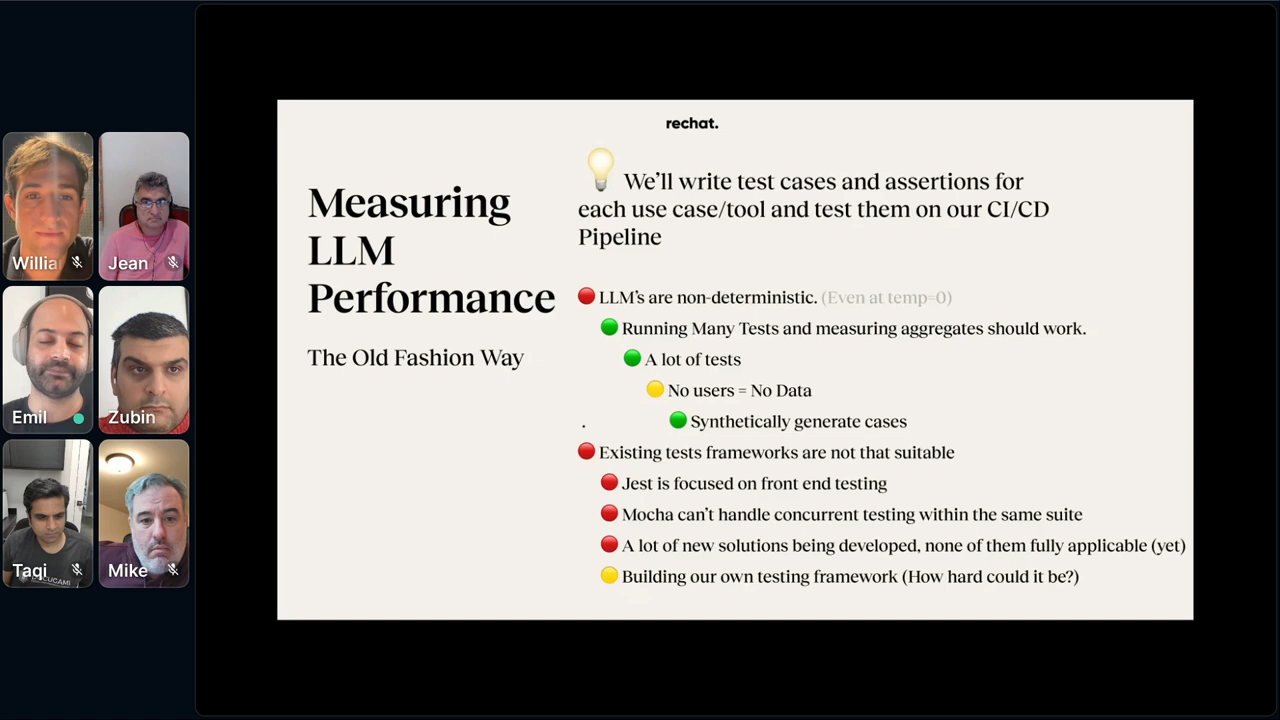 rechat.
Measuring
LLM
Performance
The Old Fashion Way
We’ll write test cases and assertions for
each use case/tool and test them on our CI/CD
Pipeline
LLM’s are non-deterministic. (Even at temp=0)
Running Many Tests and measuring aggregates should work.
A lot of tests
No users = No Data
. Synthetically generate cases
Existing tests frameworks are not that suitable
Jest is focused on front end testing
Mocha can’t handle concurrent testing within the same suite
A lot of new solutions being developed, none of them fully applicable (yet)
Building our own testing framework (How hard could it be?)
Willia
Jean
Emil
Zubin
Taqi
Mike